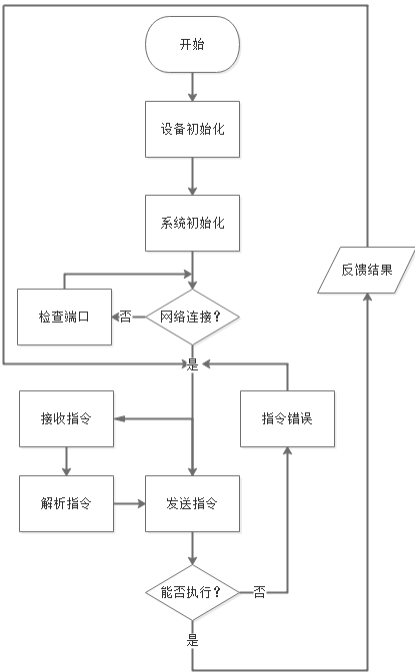 开始
设备初始化
系统初始化
反馈结果
检查端口
否
网络连接?
是
接收指令
指令错误
解析指令
发送指令
能否执行?
否
是